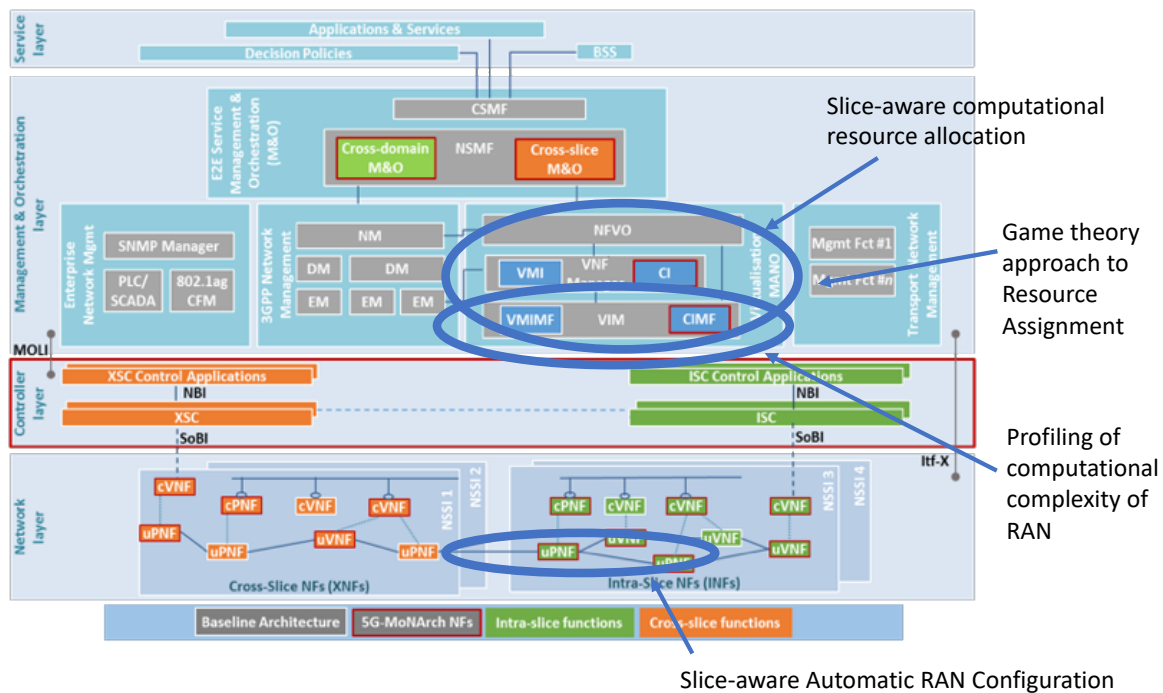 Service
layer
Applications & Services
Decision Policies
BSS
Management & Orchestration
layer
E2E Service
Management &
Orchestration
(M&O)
CSMF
NSMF
Cross-domain
M&O
Cross-slice
M&O
Slice-aware computational
resource allocation
Enterprise
Network Mgmt
SNMP Manager
PLC/
SCADA
802.1ag
CFM
3GPP Network
Management
NM
DM
DM
EM
EM
EM
NFVO
VNF
VMI
CI
VMIMF
VIM
CIMF
MANO
Mgmt Fct #1
Mgmt Fct #n
Transport Network
Management
Game theory
approach to
Resource
Assignment
MOLI
Controller
layer
XSC Control Applications
NBI
XSC
SoBI
ISC Control Applications
NBI
ISC
SoBI
Itf-X
Profiling of
computational
complexity of
RAN
Network
layer
cVNF
cPNF
cVNF
cVNF
uPNF
uPNF
uVNF
uPNF
NSSI 1
NSSI 2
Cross-Slice NFs (XNFs)
cPNF
cVNF
cVNF
cVNF
uPNF
uVNF
uPNF
uVNF
uVNF
NSSI 3
NSSI 4
Intra-Slice NFs (INFs)
Baseline Architecture
5G-MoNArch NFs
Intra-slice functions
Cross-slice functions
Slice-aware Automatic RAN Configuration